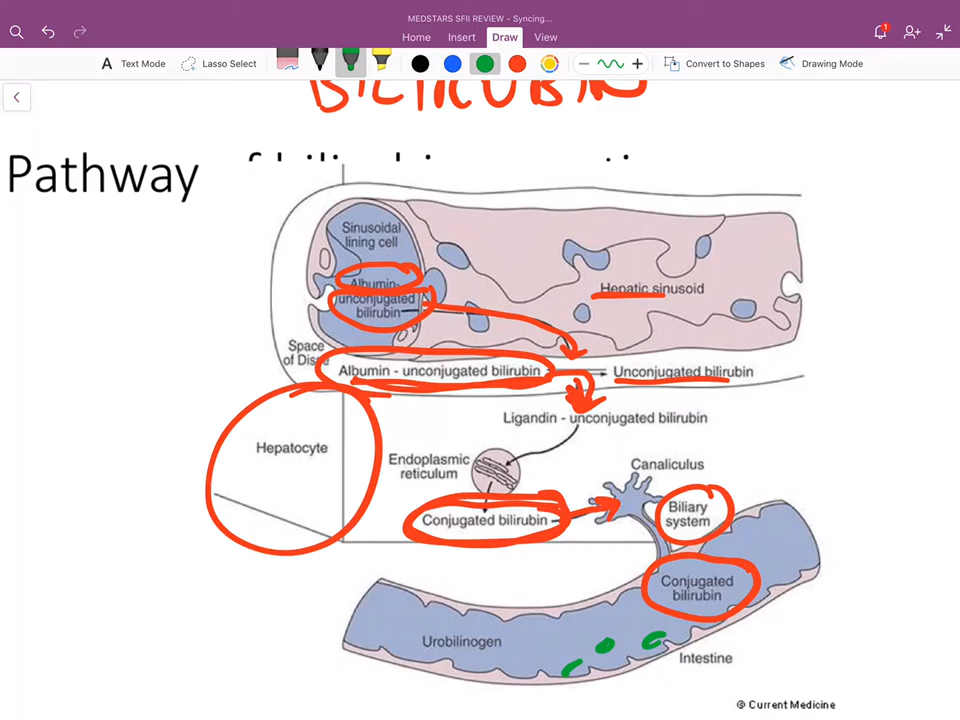 MEDSTARS SFII REVIEW - Syncing...
Home Insert Draw View
1
A Text Mode Lasso Select Convert to Shapes Drawing Mode
BILIRUBIN
Pathway
Sinusoidal
lining cell
Albumin-
unconjugated
bilirubin
Hepatic sinusoid
Space
of Disse
Albumin - unconjugated bilirubin
Unconjugated bilirubin
Ligandin - unconjugated bilirubin
Hepatocyte
Endoplasmic
reticulum
Canaliculus
Conjugated bilirubin
Biliary
system
Conjugated
bilirubin
Urobilinogen
Intestine
© Current Medicine